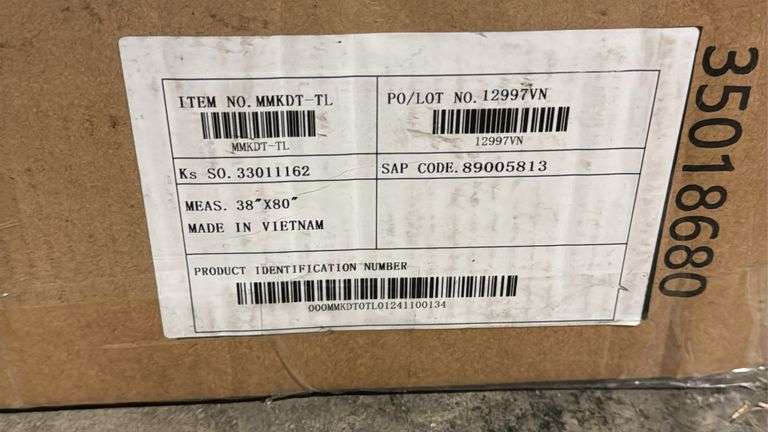 ITEM NO. MMKDT-TL
MMKDT-TL
PO/LOT NO. 12997VN
12997VN
Ks SO. 33011162
SAP CODE. 89005813
MEAS. 38"X80"
MADE IN VIETNAM
PRODUCT IDENTIFICATION NUMBER
000MMKDT0TL01241100134
35018680